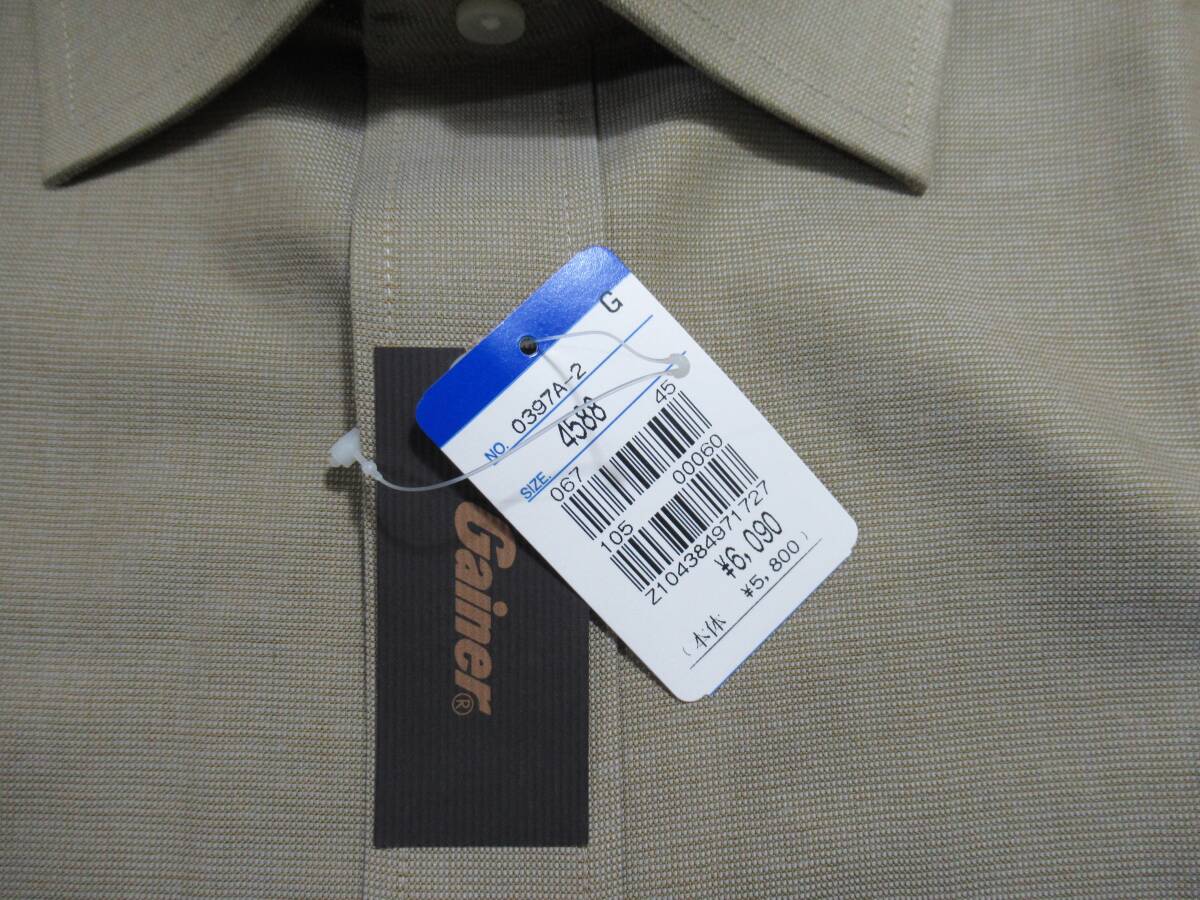 G
NO. 0397A-2
SIZE. 4588
067 45
105 00060
Z104384971727
¥6,090
(本体 ¥5,800)
Gainer®